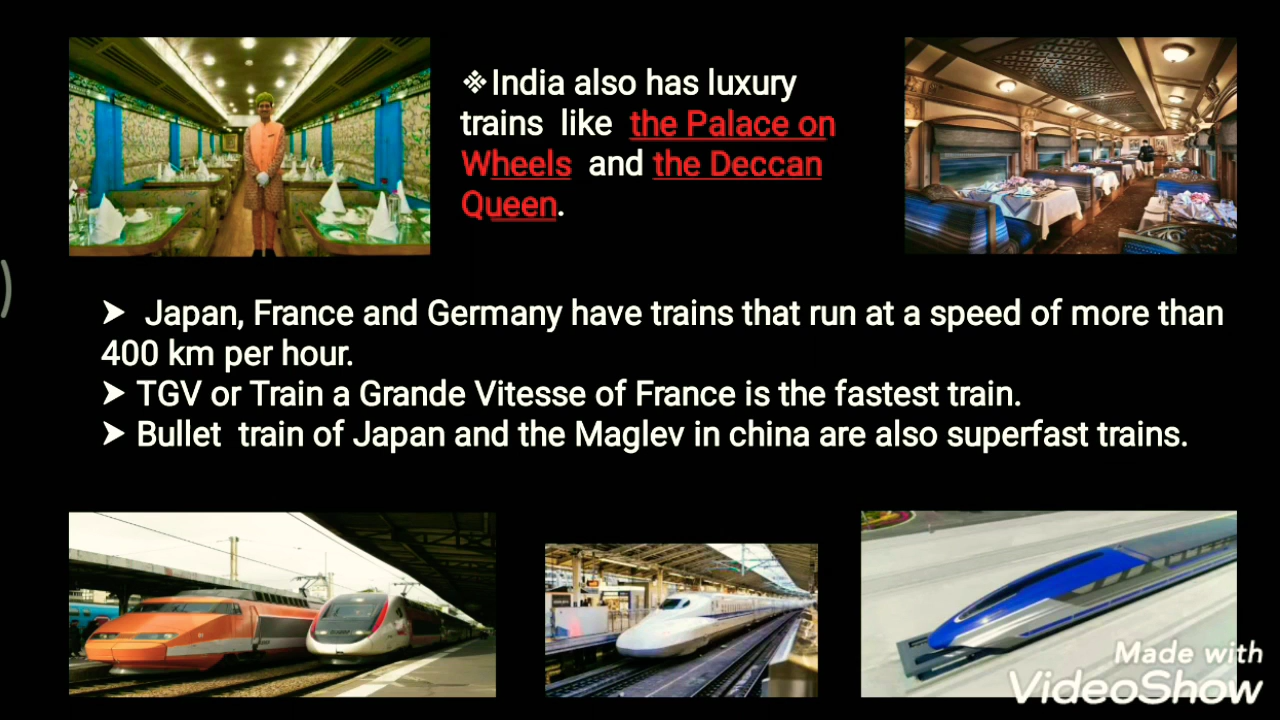 ❖India also has luxury
trains like the Palace on
Wheels and the Deccan
Queen.
➤ Japan, France and Germany have trains that run at a speed of more than
400 km per hour.
➤ TGV or Train a Grande Vitesse of France is the fastest train.
➤ Bullet train of Japan and the Maglev in china are also superfast trains.
Made with
VideoShow